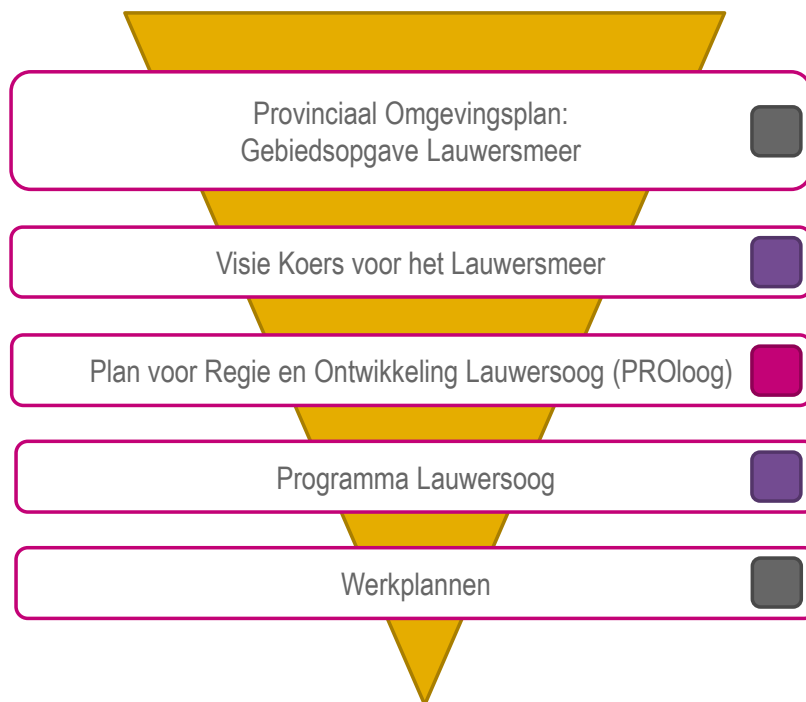 Provinciaal Omgevingsplan:
Gebiedsopgave Lauwersmeer
Visie Koers voor het Lauwersmeer
Plan voor Regie en Ontwikkeling Lauwersoog (PROloog)
Programma Lauwersoog
Werkplannen